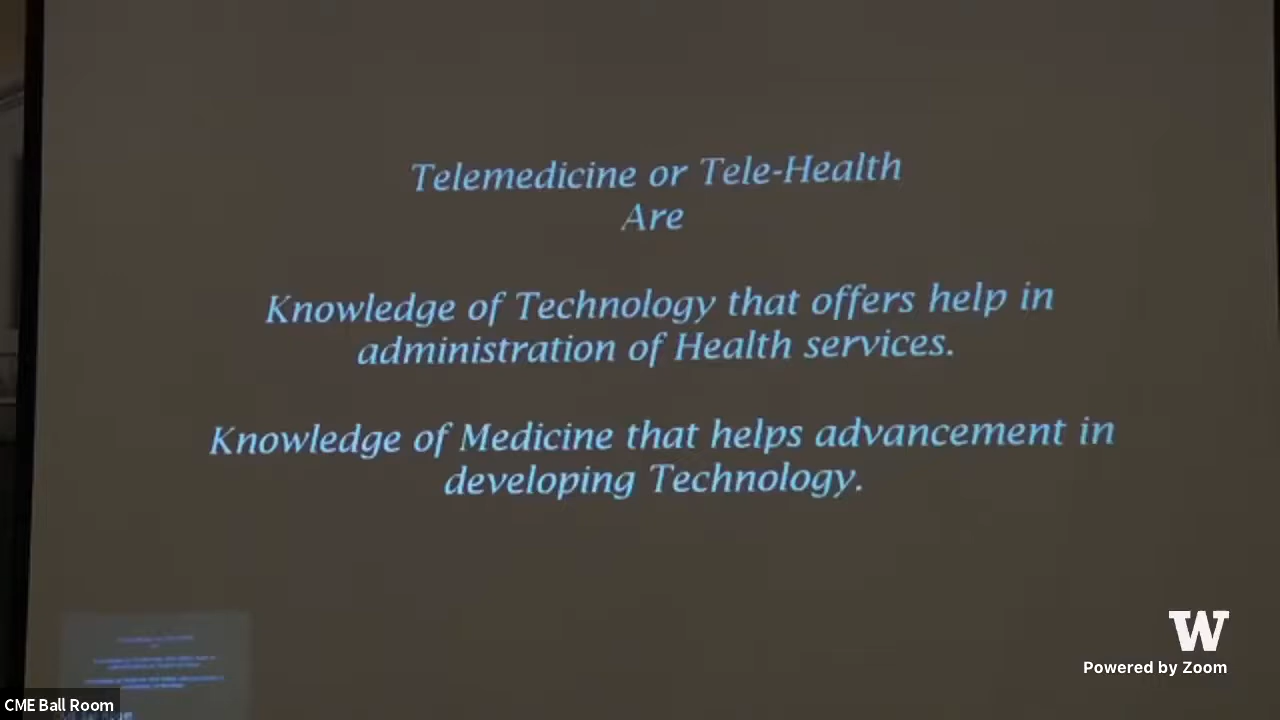 Telemedicine or Tele-Health
Are
Knowledge of Technology that offers help in
administration of Health services.
Knowledge of Medicine that helps advancement in
developing Technology.
W
Powered by Zoom
CME Ball Room